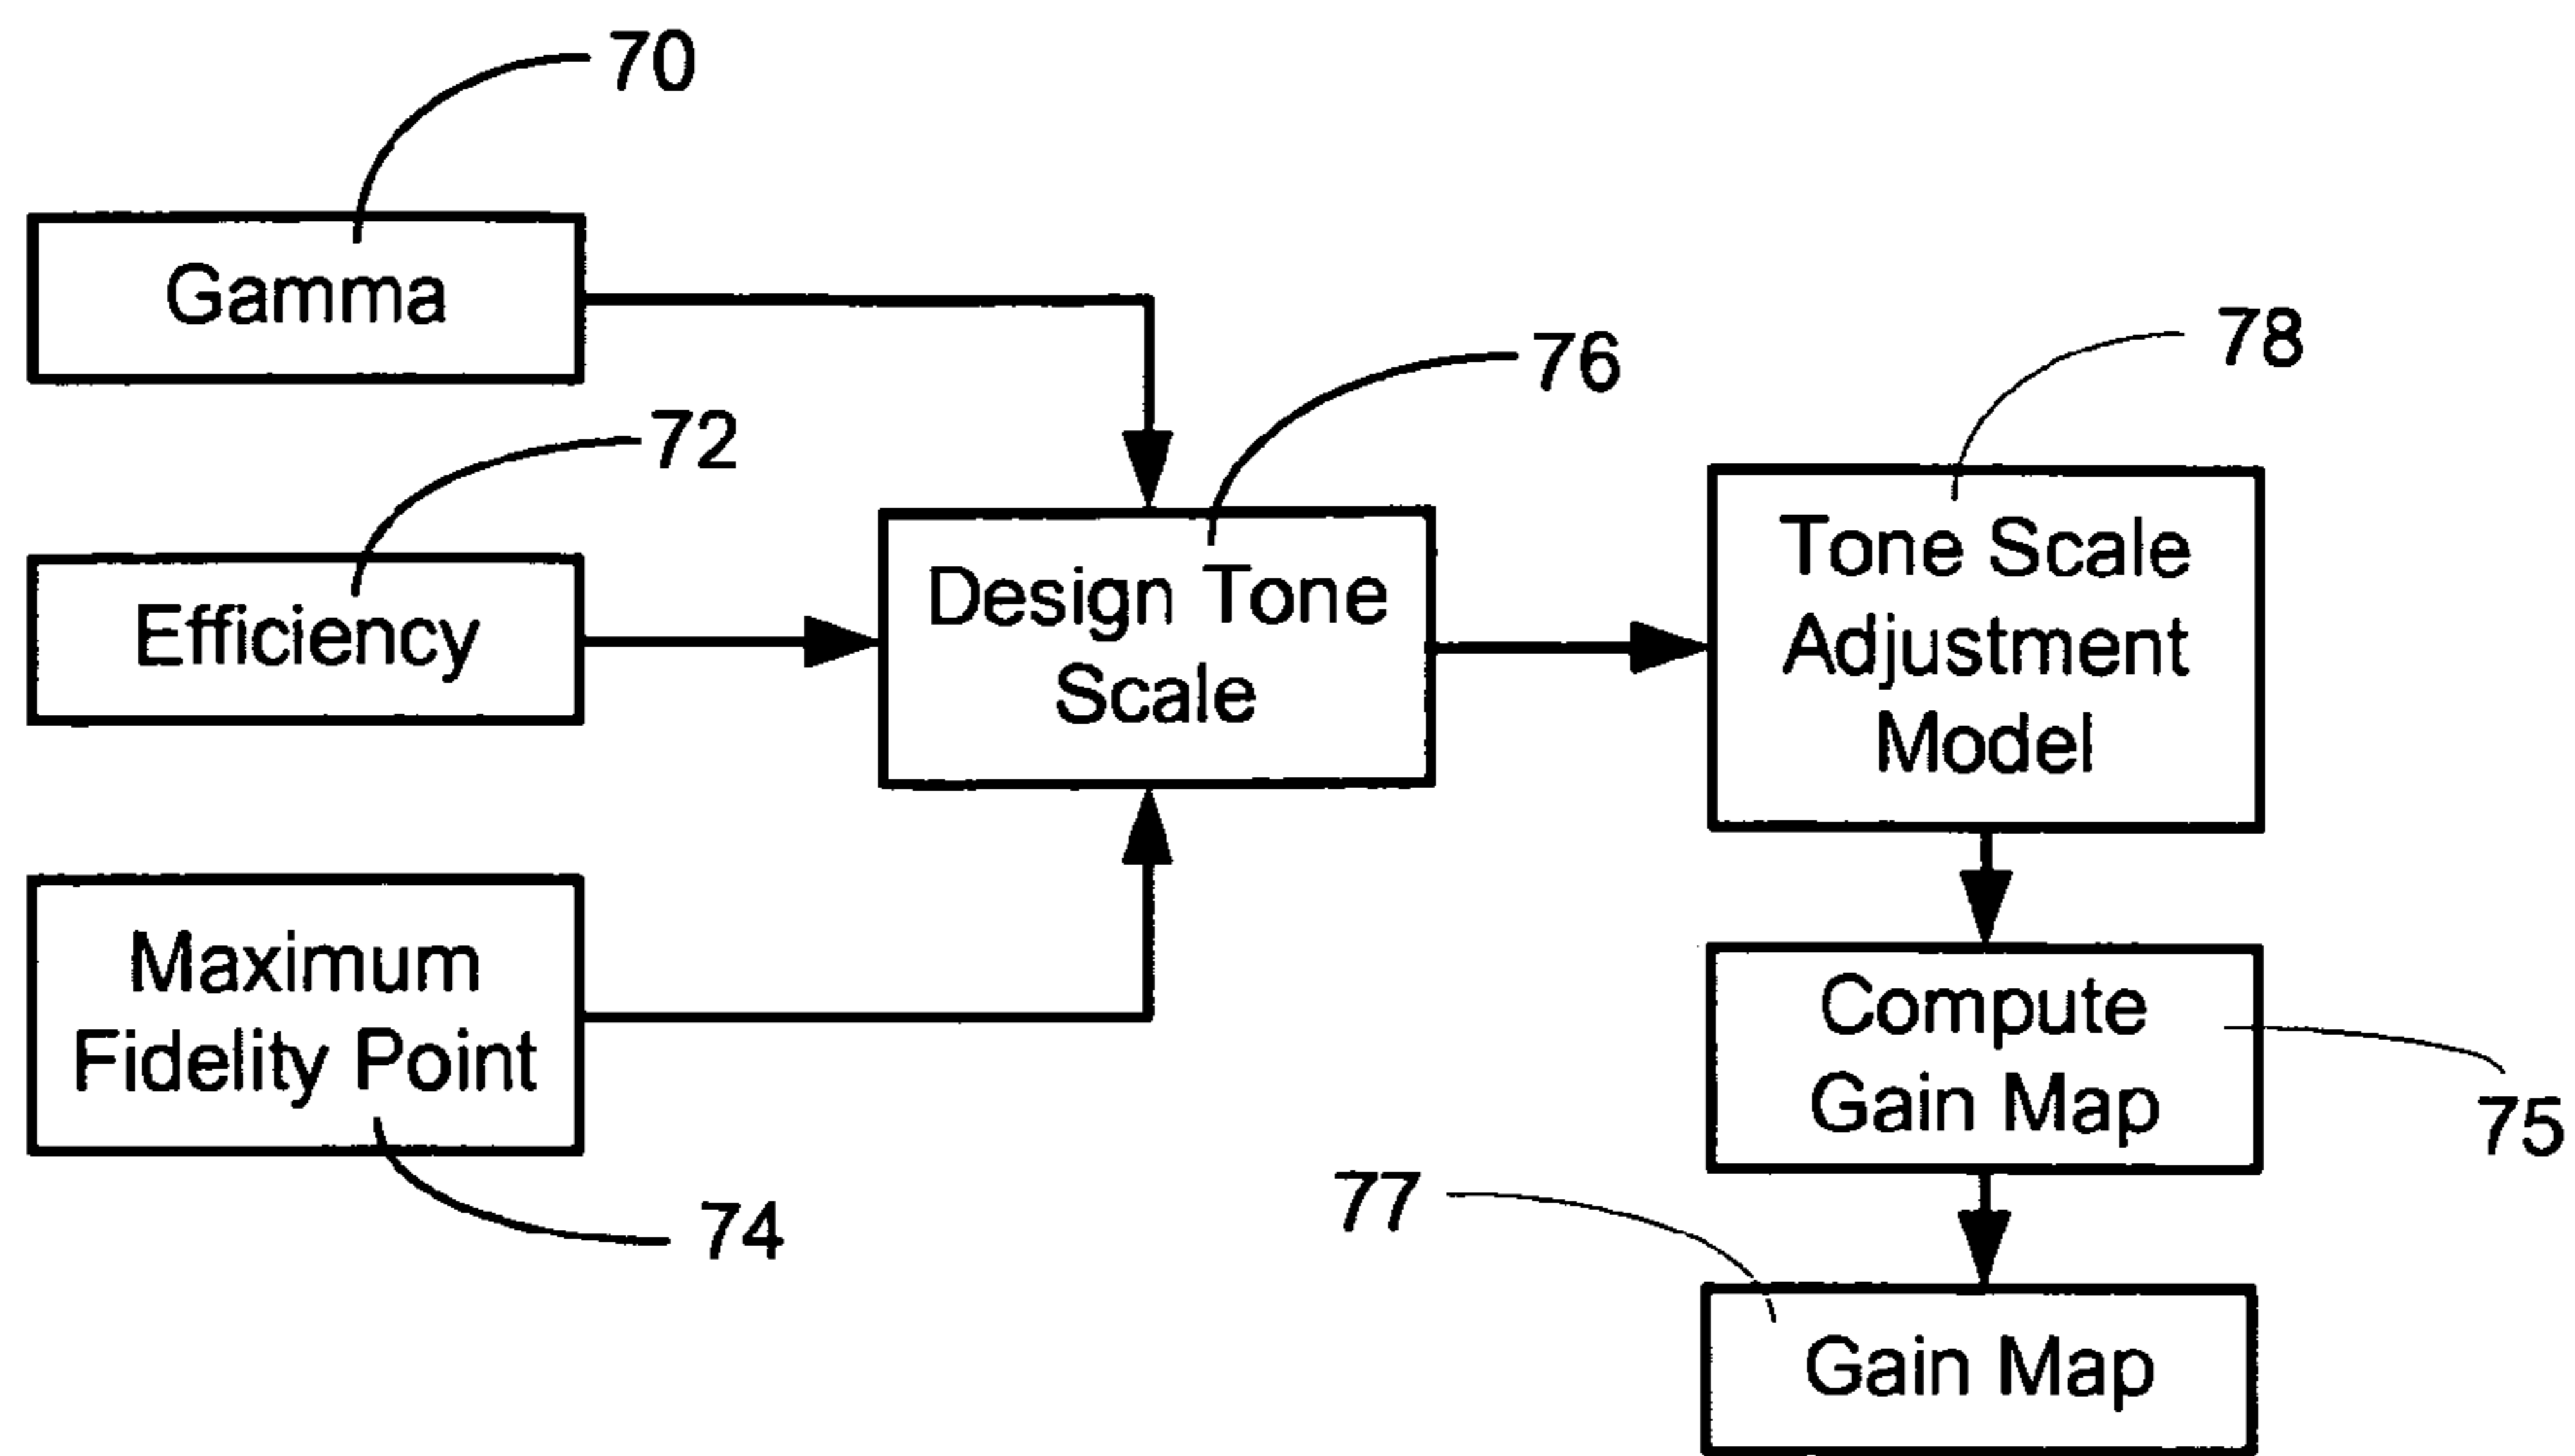 70
Gamma
72
Efficiency
Maximum
Fidelity Point
74
76
Design Tone
Scale
78
Tone Scale
Adjustment
Model
Compute
Gain Map
75
77
Gain Map